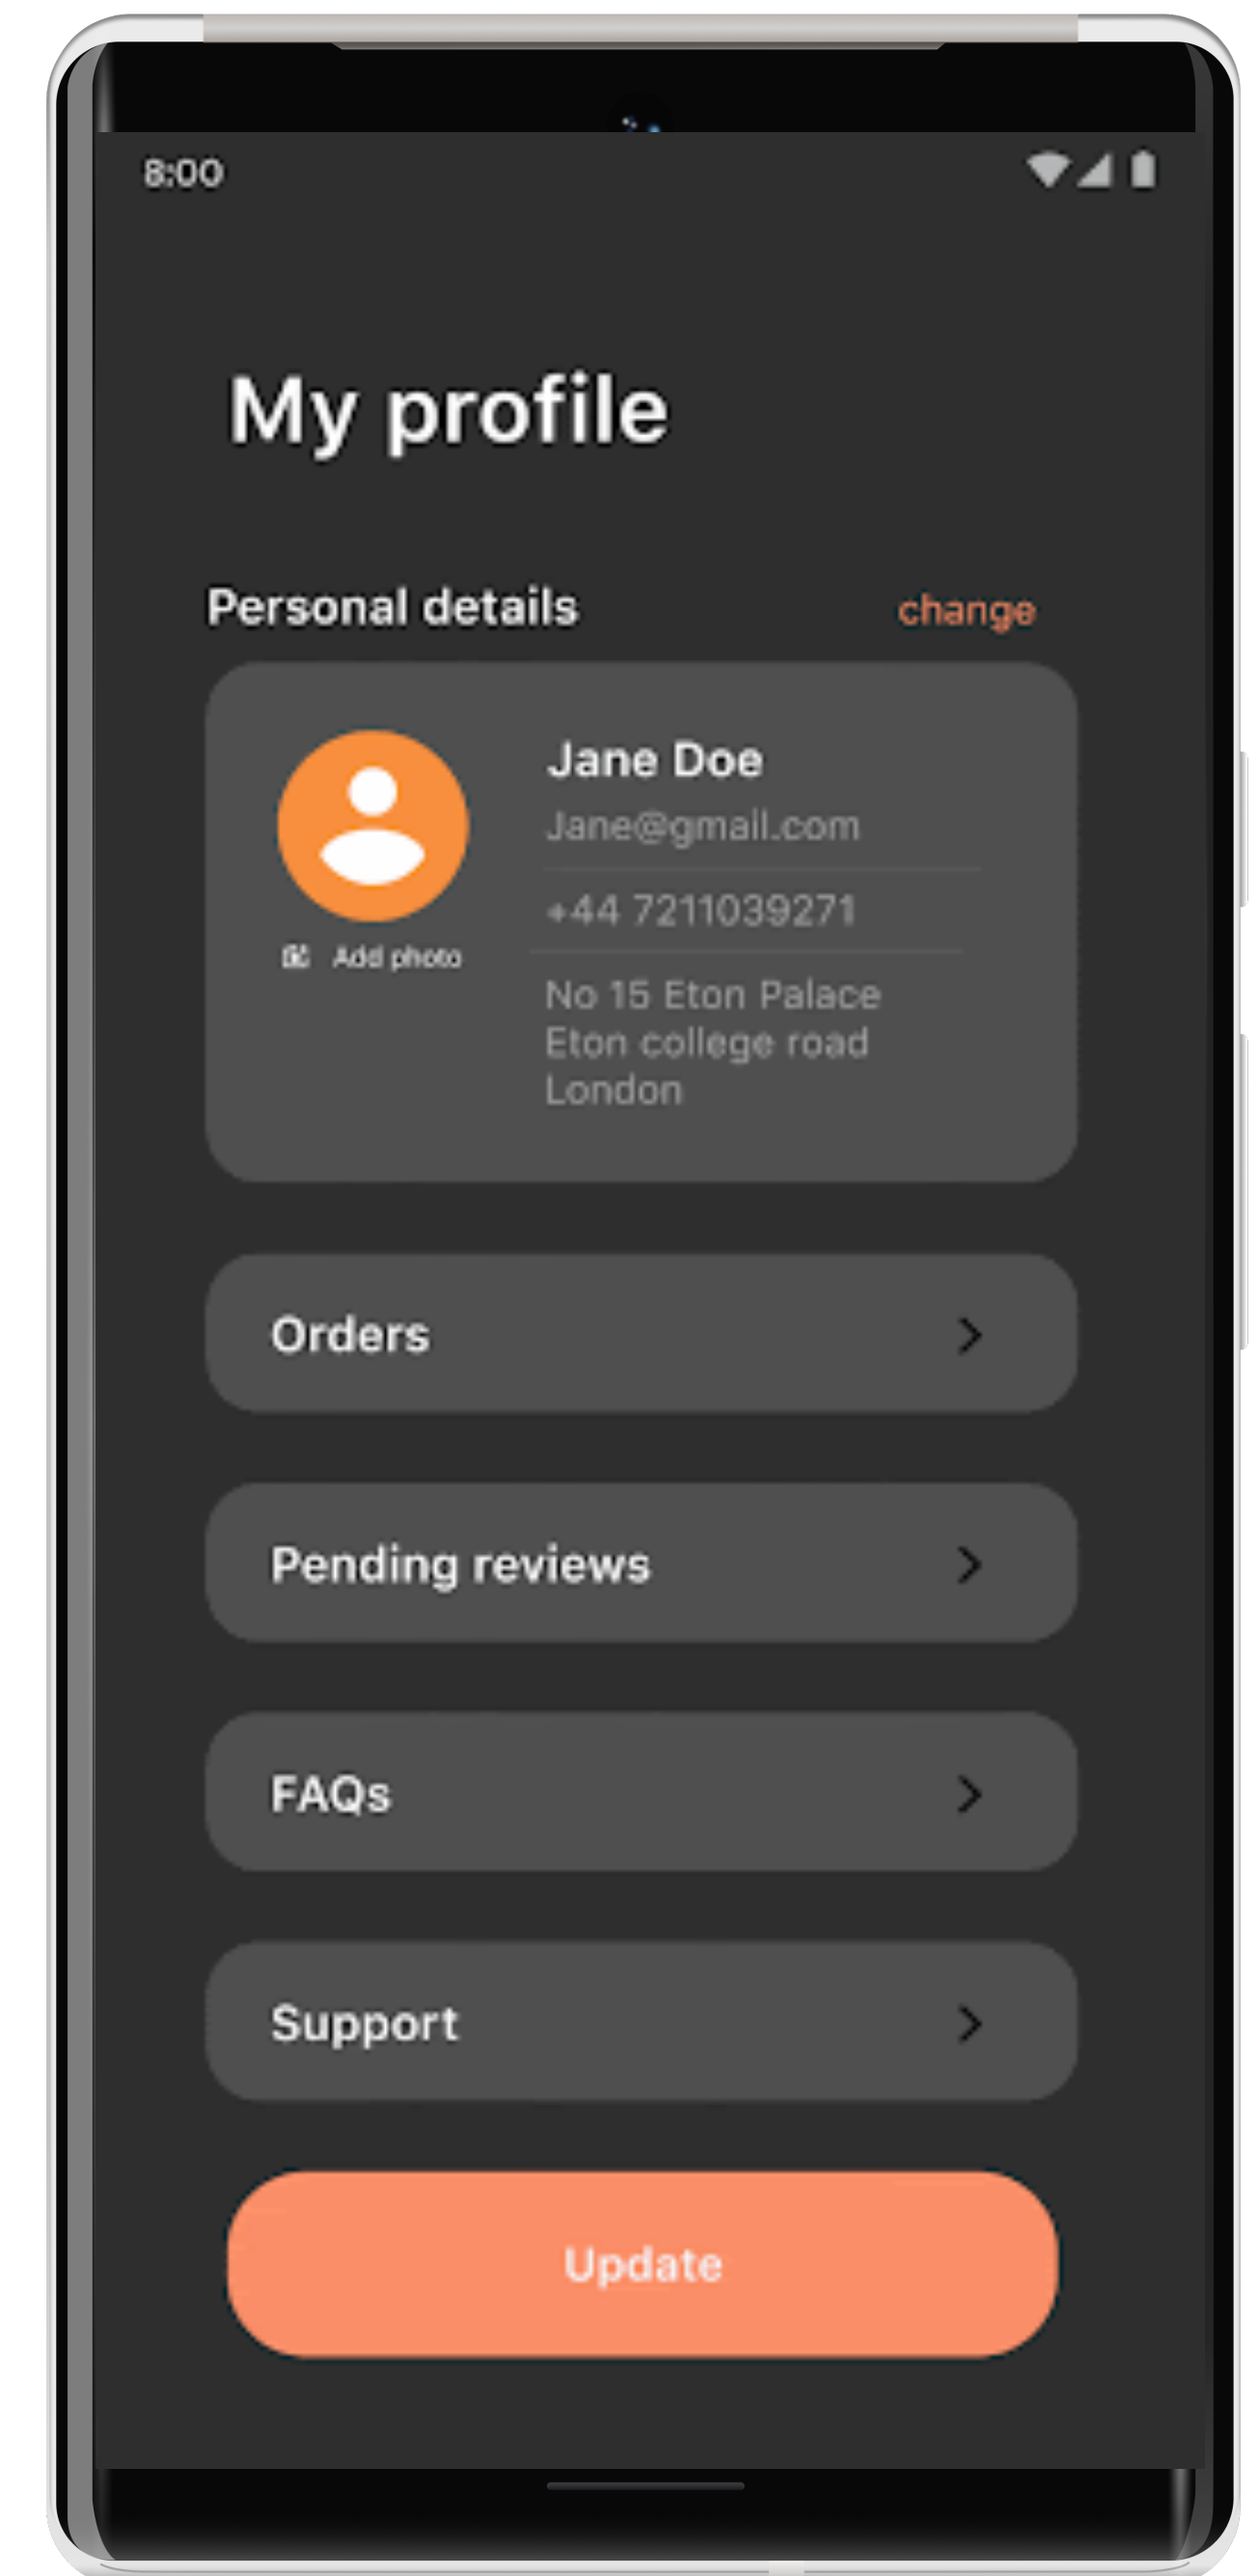 8:00
My profile
Personal details
change
Jane Doe
Jane@gmail.com
+44 7211039271
Add photo
No 15 Eton Palace
Eton college road
London
Orders
Pending reviews
FAQs
Support
Update